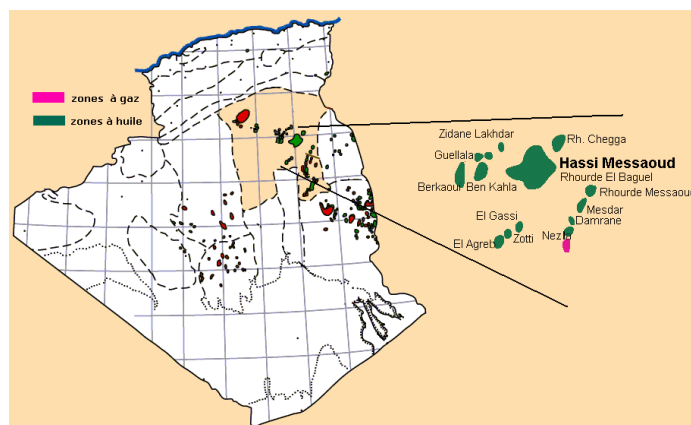 zones à gaz
zones à huile
Zidane Lakhdar
Rh. Chegga
Guellala
Hassi Messaoud
Rhourde El Baguel
Berkaoui
Ben Kahla
Rhourde Messaou
Mesdar
El Gassi
Damrane
El Agreb
Zotti
Nezla